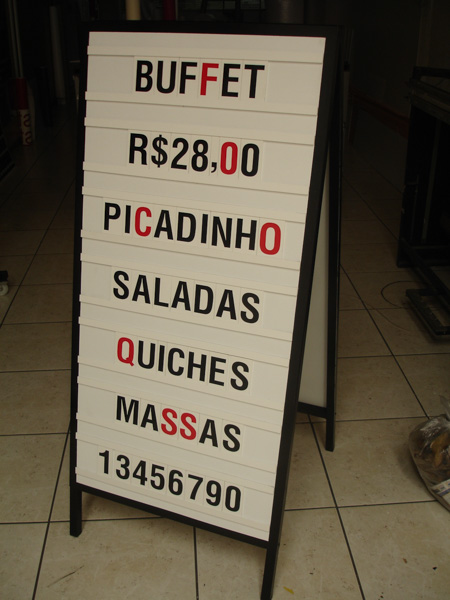 BUFFET
R$28,00
PICADINHO
SALADAS
QUICHES
MASSAS
13456790